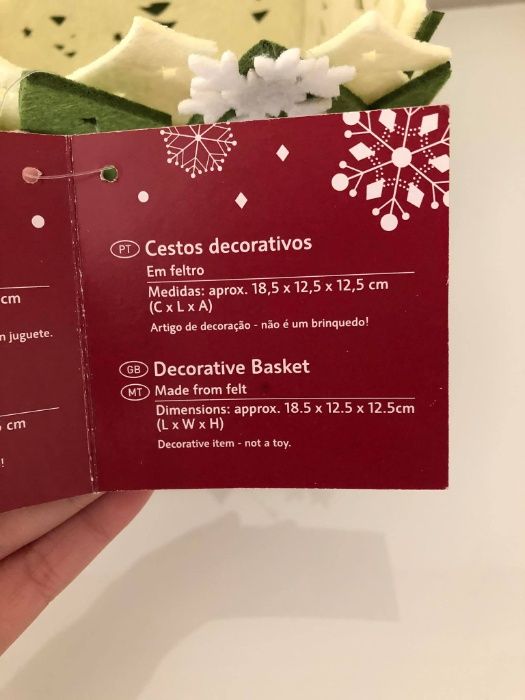 cm
n juguete.
cm
!
PT Cestos decorativos
Em feltro
Medidas: aprox. 18,5 x 12,5 x 12,5 cm
(C x L x A)
Artigo de decoração - não é um brinquedo!
GB Decorative Basket
MT Made from felt
Dimensions: approx. 18.5 x 12.5 x 12.5cm
(L x W x H)
Decorative item - not a toy.